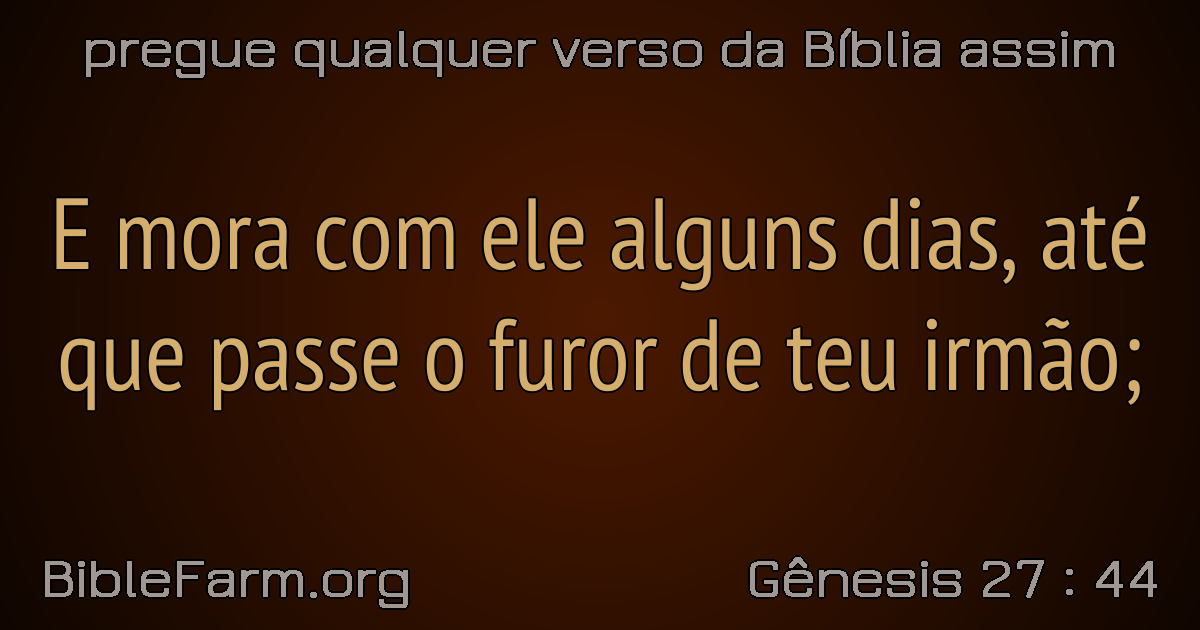 pregue qualquer verso da Bíblia assim
E mora com ele alguns dias, até
que passe o furor de teu irmão;
BibleFarm.org
Gênesis 27 : 44